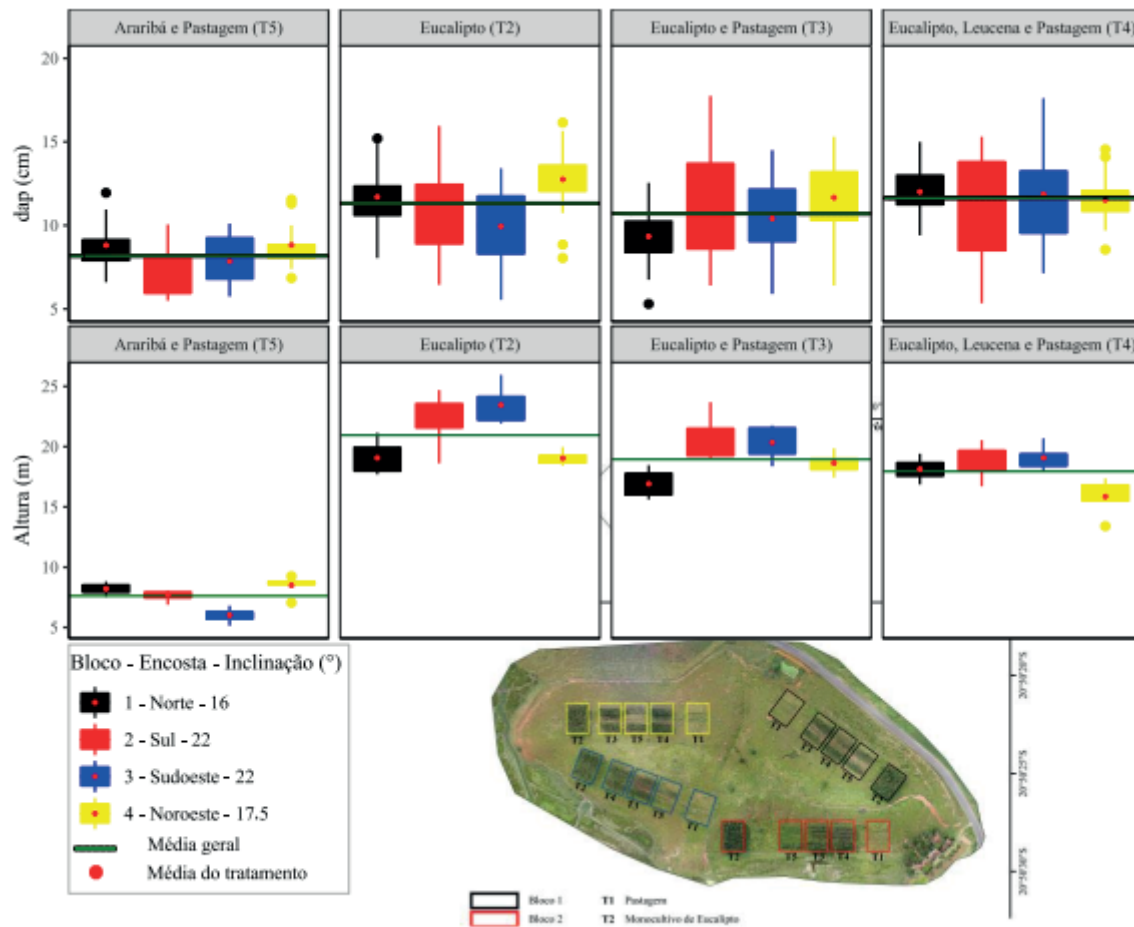 Araribá e Pastagem (T5) Eucalipto (T2) Eucalipto e Pastagem (T3) Eucalipto, Leucena e Pastagem (T4)
dap (cm)
20
15
10
5
Araribá e Pastagem (T5) Eucalipto (T2) Eucalipto e Pastagem (T3) Eucalipto, Leucena e Pastagem (T4)
Altura (m)
25
20
15
10
5
Bloco - Encosta - Inclinação (°)
1 - Norte - 16
2 - Sul - 22
3 - Sudoeste - 22
4 - Noroeste - 17.5
Média geral
Média do tratamento
T2 T3 T5 T4 T1
T5
T2
T2 T4
T1
T2 T4 T1
Bloco 1 T1 Pastagem
Bloco 2 T2 Monocultivo de Eucalipto